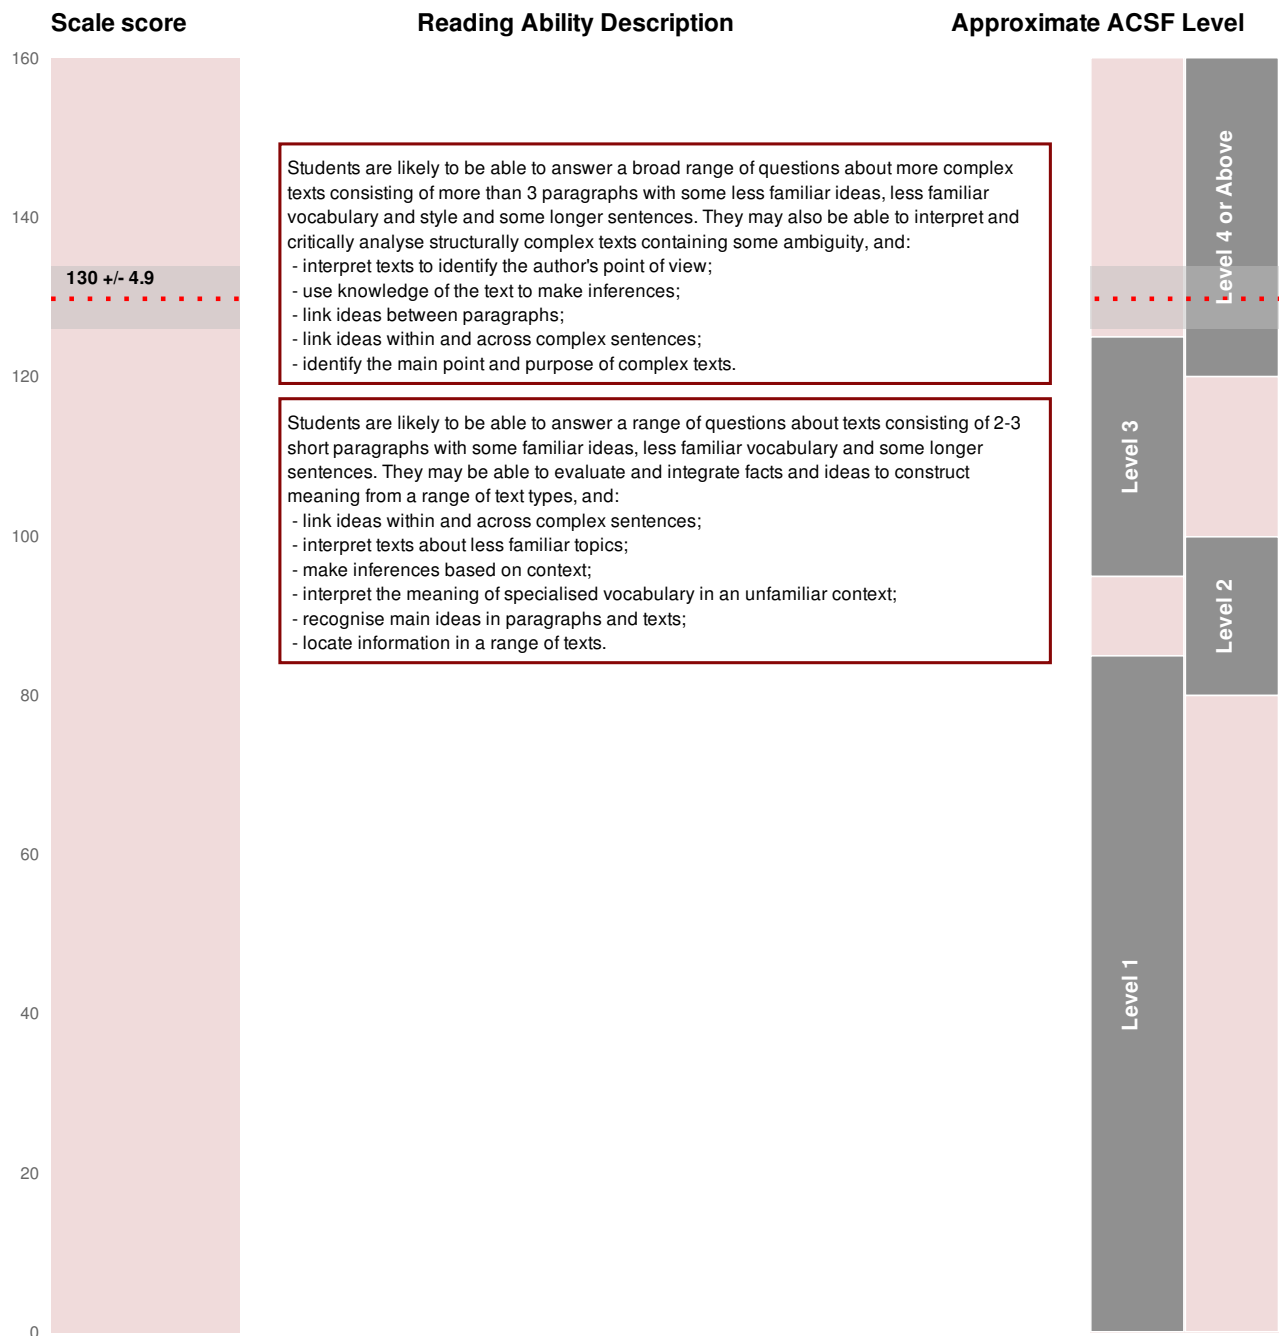 Scale score
Reading Ability Description
Approximate ACSF Level
160
140
120
100
80
60
40
20
0
130 +/- 4.9
Students are likely to be able to answer a broad range of questions about more complex
texts consisting of more than 3 paragraphs with some less familiar ideas, less familiar
vocabulary and style and some longer sentences. They may also be able to interpret and
critically analyse structurally complex texts containing some ambiguity, and:
- interpret texts to identify the author's point of view;
- use knowledge of the text to make inferences;
- link ideas between paragraphs;
- link ideas within and across complex sentences;
- identify the main point and purpose of complex texts.
Students are likely to be able to answer a range of questions about texts consisting of 2-3
short paragraphs with some familiar ideas, less familiar vocabulary and some longer
sentences. They may be able to evaluate and integrate facts and ideas to construct
meaning from a range of text types, and:
- link ideas within and across complex sentences;
- interpret texts about less familiar topics;
- make inferences based on context;
- interpret the meaning of specialised vocabulary in an unfamiliar context;
- recognise main ideas in paragraphs and texts;
- locate information in a range of texts.
Level 4 or Above
Level 3
Level 2
Level 1